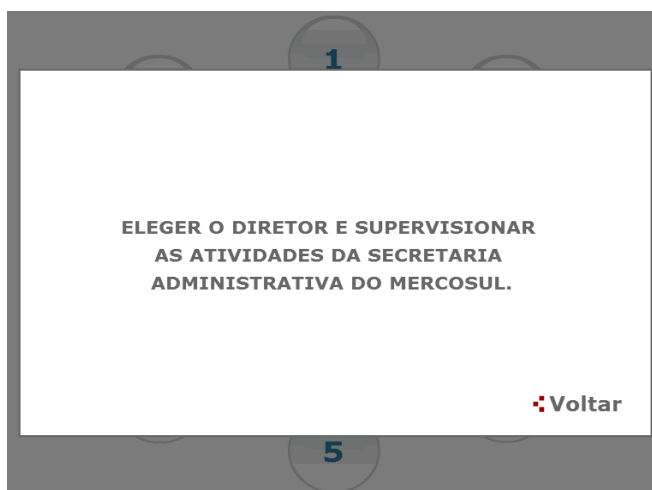 1
ELEGER O DIRETOR E SUPERVISIONAR
AS ATIVIDADES DA SECRETARIA
ADMINISTRATIVA DO MERCOSUL.
Voltar
5